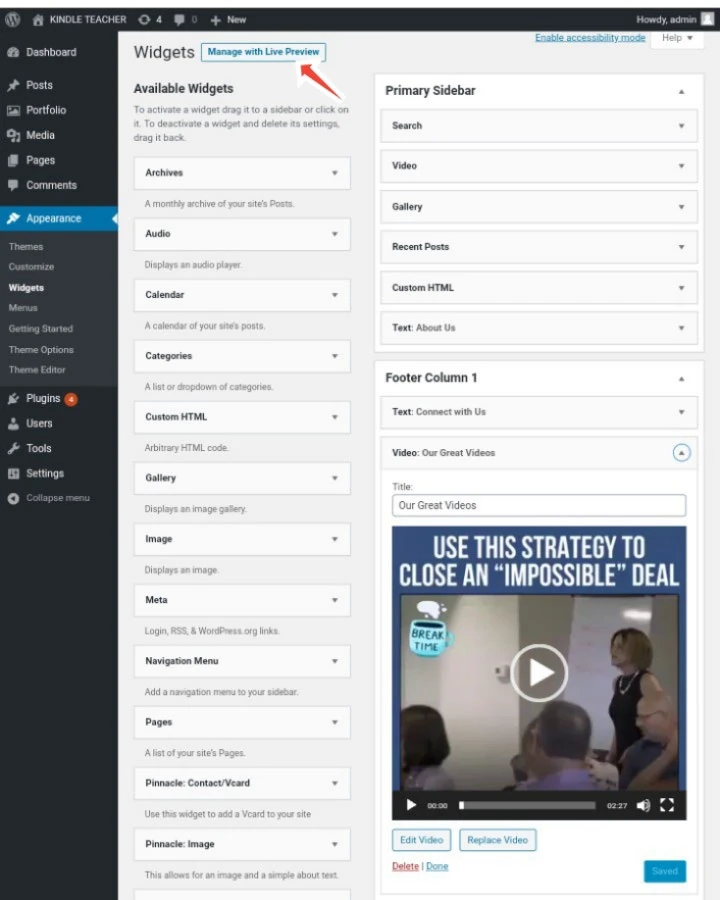 KINDLE TEACHER 4 0 New
Howdy, admin
Dashboard
Posts
Portfolio
Media
Pages
Comments
Appearance
Themes
Customize
Widgets
Menus
Getting Started
Theme Options
Theme Editor
Plugins 4
Users
Tools
Settings
Collapse menu
Enable accessibility mode
Help
Widgets
Manage with Live Preview
Available Widgets
To activate a widget drag it to a sidebar or click on
it. To deactivate a widget and delete its settings,
drag it back.
Archives
A monthly archive of your site's Posts.
Audio
Displays an audio player.
Calendar
A calendar of your site's posts.
Categories
A list or dropdown of categories.
Custom HTML
Arbitrary HTML code.
Gallery
Displays an image gallery.
Image
Displays an image.
Meta
Login, RSS, & WordPress.org links.
Navigation Menu
Add a navigation menu to your sidebar.
Pages
A list of your site's Pages.
Pinnacle: Contact/Vcard
Use this widget to add a Vcard to your site
Pinnacle: Image
This allows for an image and a simple about text.
Primary Sidebar
Search
Video
Gallery
Recent Posts
Custom HTML
Text: About Us
Footer Column 1
Text: Connect with Us
Video: Our Great Videos
Title:
Our Great Videos
USE THIS STRATEGY TO
CLOSE AN "IMPOSSIBLE" DEAL
BREAK
TIME
00:00
02:27
Edit Video
Replace Video
Delete | Done
Saved